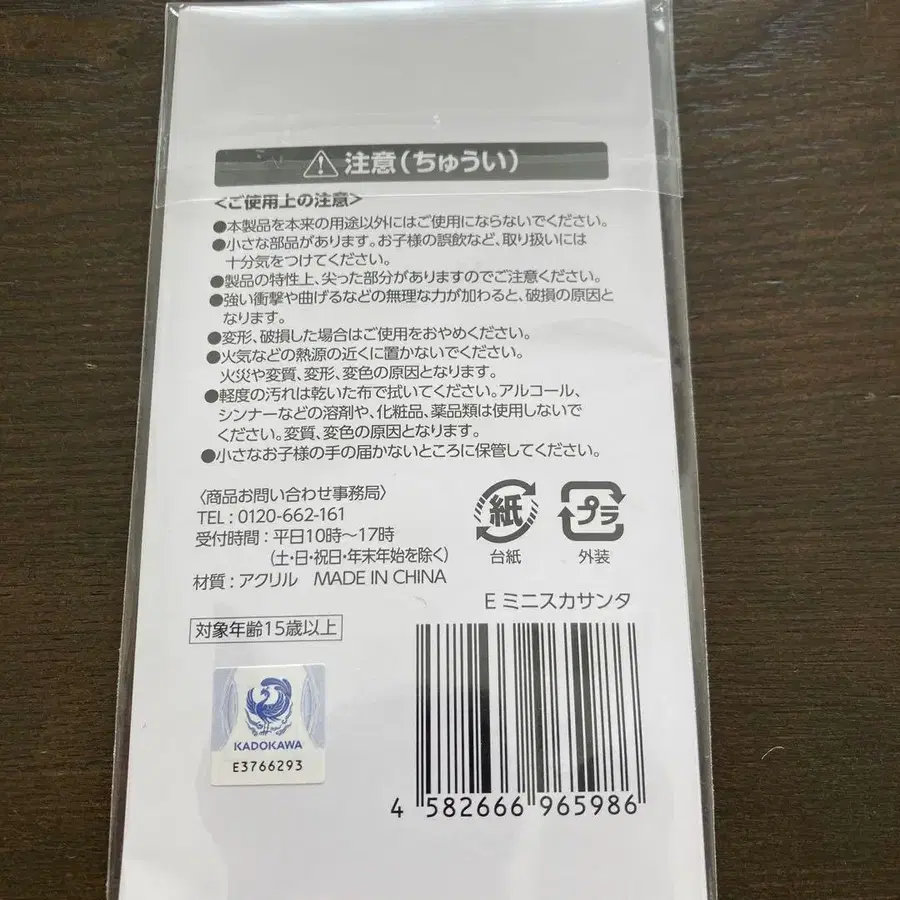 注意（ちゅうい）
＜ご使用上の注意＞
●本製品を本来の用途以外にはご使用にならないでください。
●小さな部品があります。お子様の誤飲など、取り扱いには
十分気をつけてください。
●製品の特性上、尖った部分がありますのでご注意ください。
●強い衝撃や曲げるなどの無理な力が加わると、破損の原因と
なります。
●変形、破損した場合はご使用をおやめください。
●火気などの熱源の近くに置かないでください。
火災や変質、変形、変色の原因となります。
●軽度の汚れは乾いた布で拭いてください。アルコール、
シンナーなどの溶剤や、化粧品、薬品類は使用しないで
ください。変質、変色の原因となります。
●小さなお子様の手の届かないところに保管してください。
〈商品お問い合わせ事務局〉
TEL：0120-662-161
受付時間：平日10時～17時
（土・日・祝日・年末年始を除く）
材質：アクリル MADE IN CHINA
紙
台紙
プラ
外装
対象年齢15歳以上
E ミニスカサンタ
KADOKAWA
E3766293
4 582666 965986